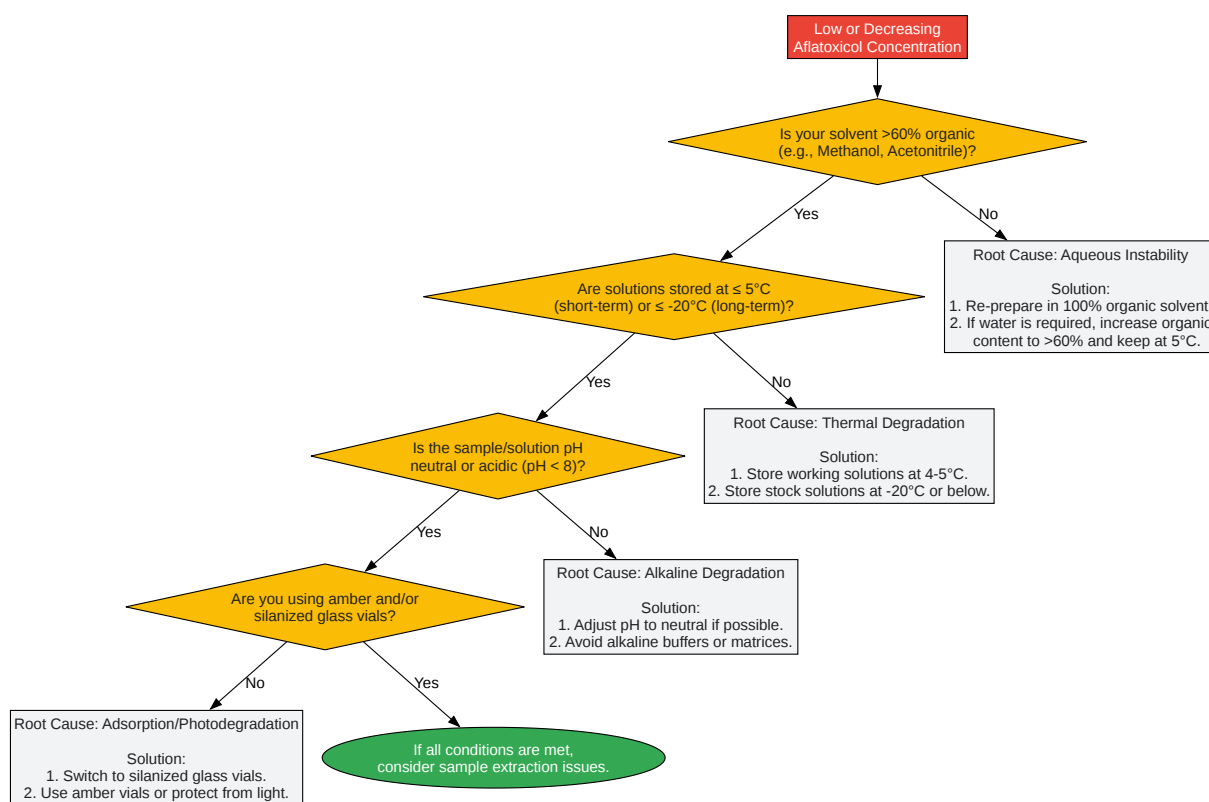 Low or Decreasing
Aflatoxicol Concentration
Is your solvent >60% organic
(e.g., Methanol, Acetonitrile)?
Yes
No
Root Cause: Aqueous Instability
Solution:
1. Re-prepare in 100% organic solvent
2. If water is required, increase organic
content to >60% and keep at 5°C.
Are solutions stored at ≤ 5°C
(short-term) or ≤ -20°C (long-term)?
Yes
No
Root Cause: Thermal Degradation
Solution:
1. Store working solutions at 4-5°C.
2. Store stock solutions at -20°C or below.
Is the sample/solution pH
neutral or acidic (pH < 8)?
Yes
No
Root Cause: Alkaline Degradation
Solution:
1. Adjust pH to neutral if possible.
2. Avoid alkaline buffers or matrices.
Are you using amber and/or
silanized glass vials?
No
Yes
Root Cause: Adsorption/Photodegradation
Solution:
1. Switch to silanized glass vials.
2. Use amber vials or protect from light.
If all conditions are met,
consider sample extraction issues.